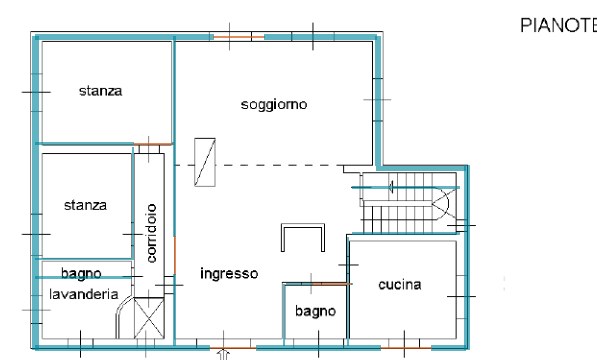 PIANOTE
stanza
soggiorno
stanza
corridoio
bagno
lavanderia
ingresso
cucina
bagno